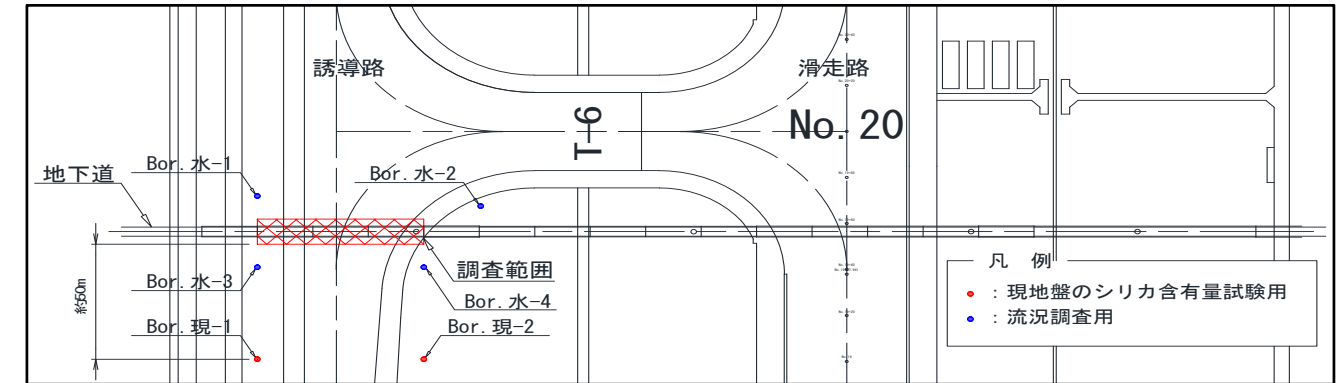 誘導路
滑走路
T-6
No. 20
Bor. 水-1
地下道
Bor. 水-2
調査範囲
凡 例
Bor. 水-3
Bor. 水-4
：現地盤のシリカ含有量試験用
約60m
Bor. 現-1
Bor. 現-2
：流況調査用